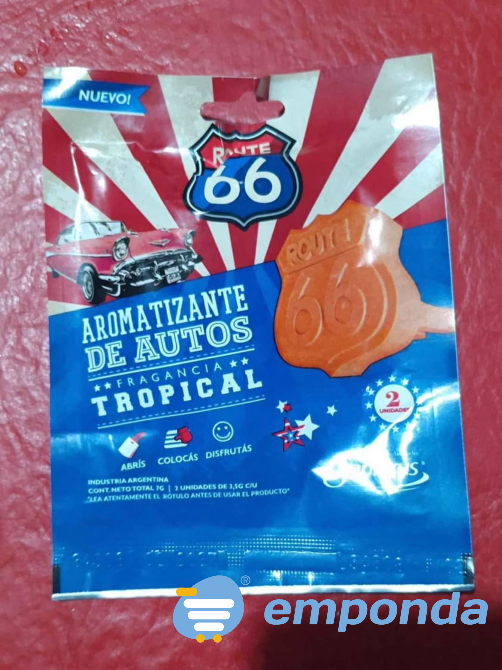 NUEVO!
ROUTE
66
ROUTE
66
AROMATIZANTE
DE AUTOS
FRAGANCIA
TROPICAL
2
UNIDADES
ABRÍS COLOCÁS DISFRUTÁS
INDUSTRIA ARGENTINA
CONT. NETO TOTAL 7G | 2 UNIDADES DE 3,5G C/U
"LEA ATENTAMENTE EL RÓTULO ANTES DE USAR EL PRODUCTO"
® emponda